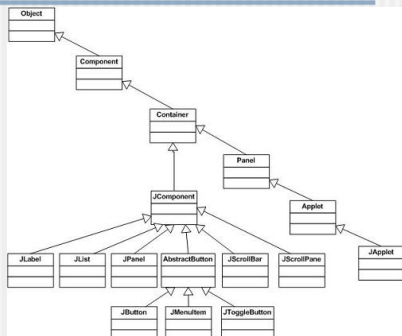 Object
Component
Container
Panel
JComponent
Applet
JApplet
JLabel JList JPanel AbstractButton JScrollBar JScrollPane
JButton JMenuItem JToggleButton